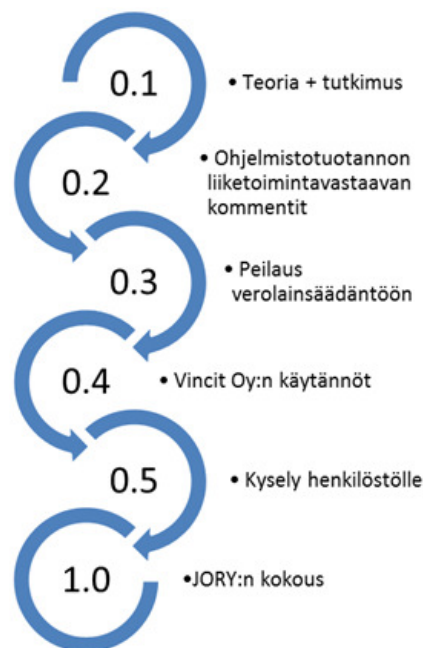 0.1
• Teoria + tutkimus
0.2
• Ohjelmistotuotannon
liiketoimintavastaavan
kommentit
0.3
• Peilaus
verolainsäädäntöön
0.4
• Vincit Oy:n käytännöt
0.5
• Kysely henkilöstölle
1.0
•JORY:n kokous